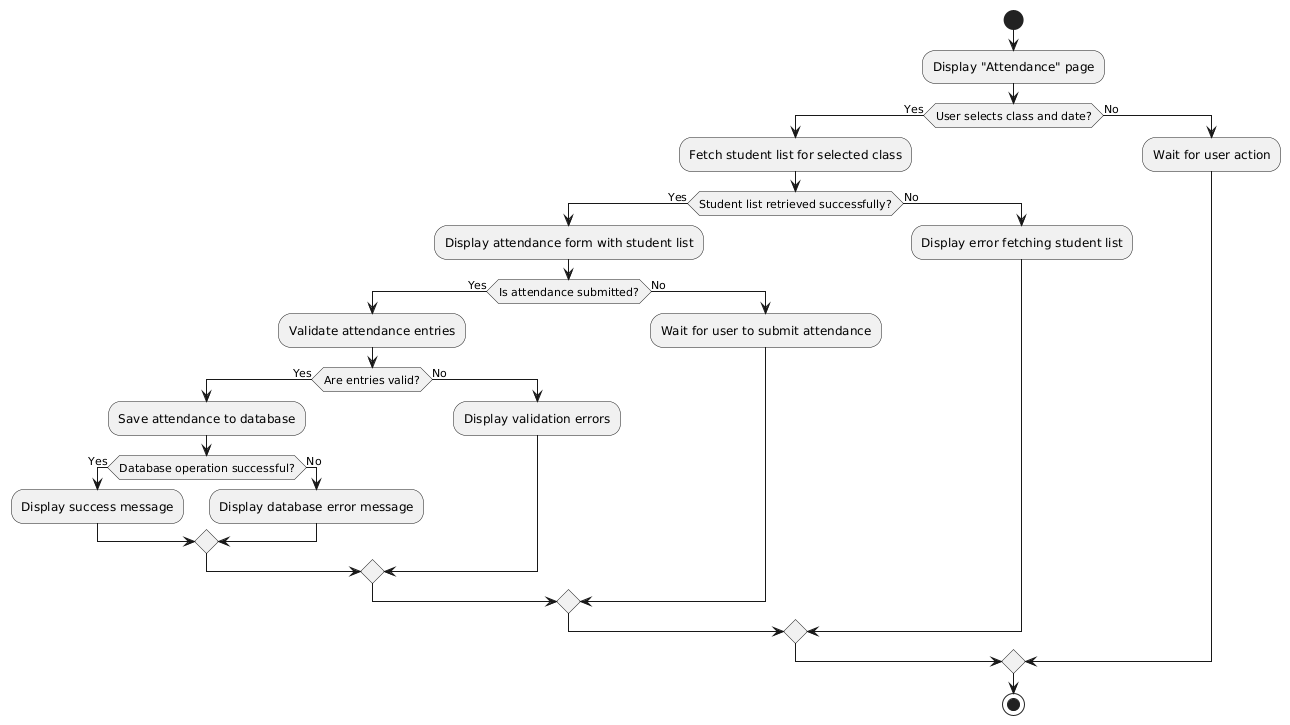 Display "Attendance" page
Yes
User selects class and date?
No
Fetch student list for selected class
Wait for user action
Yes
Student list retrieved successfully?
No
Display attendance form with student list
Display error fetching student list
Yes
Is attendance submitted?
No
Validate attendance entries
Wait for user to submit attendance
Yes
Are entries valid?
No
Save attendance to database
Display validation errors
Yes
Database operation successful?
No
Display success message
Display database error message